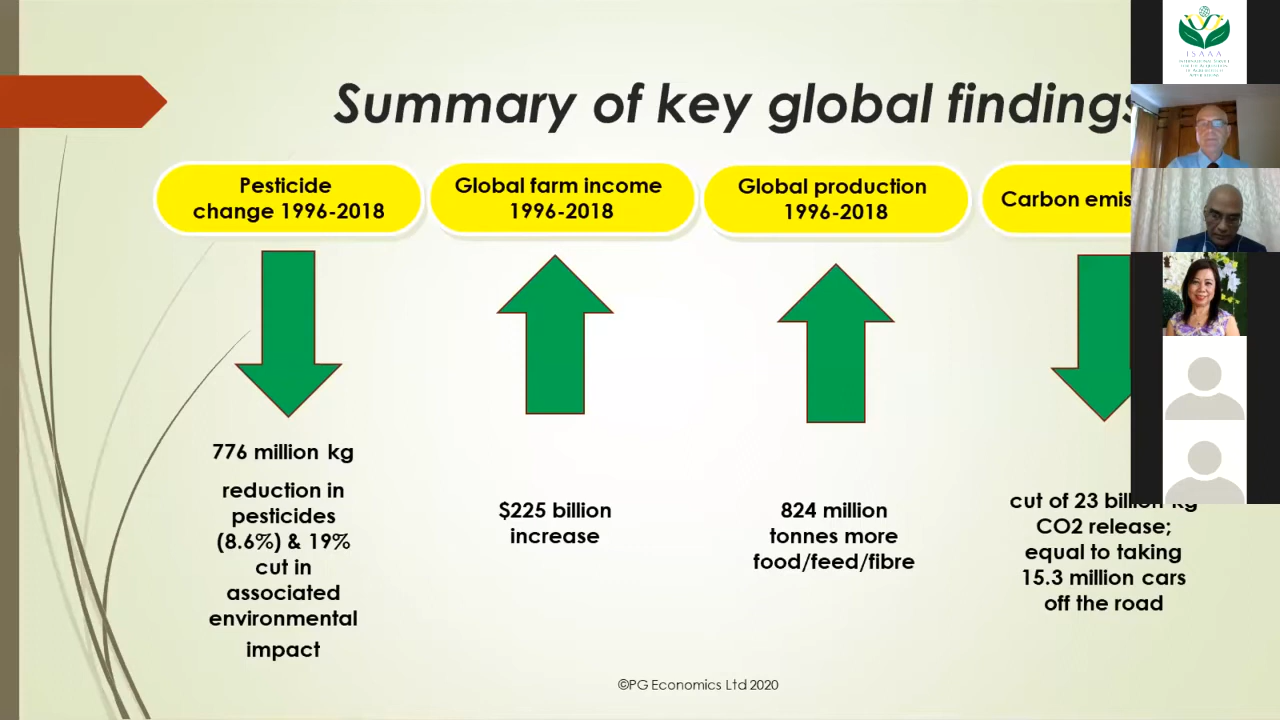 Summary of key global findings
Pesticide
change 1996-2018
Global farm income
1996-2018
Global production
1996-2018
Carbon
776 million kg
reduction in
pesticides
(8.6%) & 19%
cut in
associated
environmental
impact
$225 billion
increase
824 million
tonnes more
food/feed/fibre
cut of 23 billion kg
CO2 release;
equal to taking
15.3 million cars
off the road
©PG Economics Ltd 2020
ISAAA